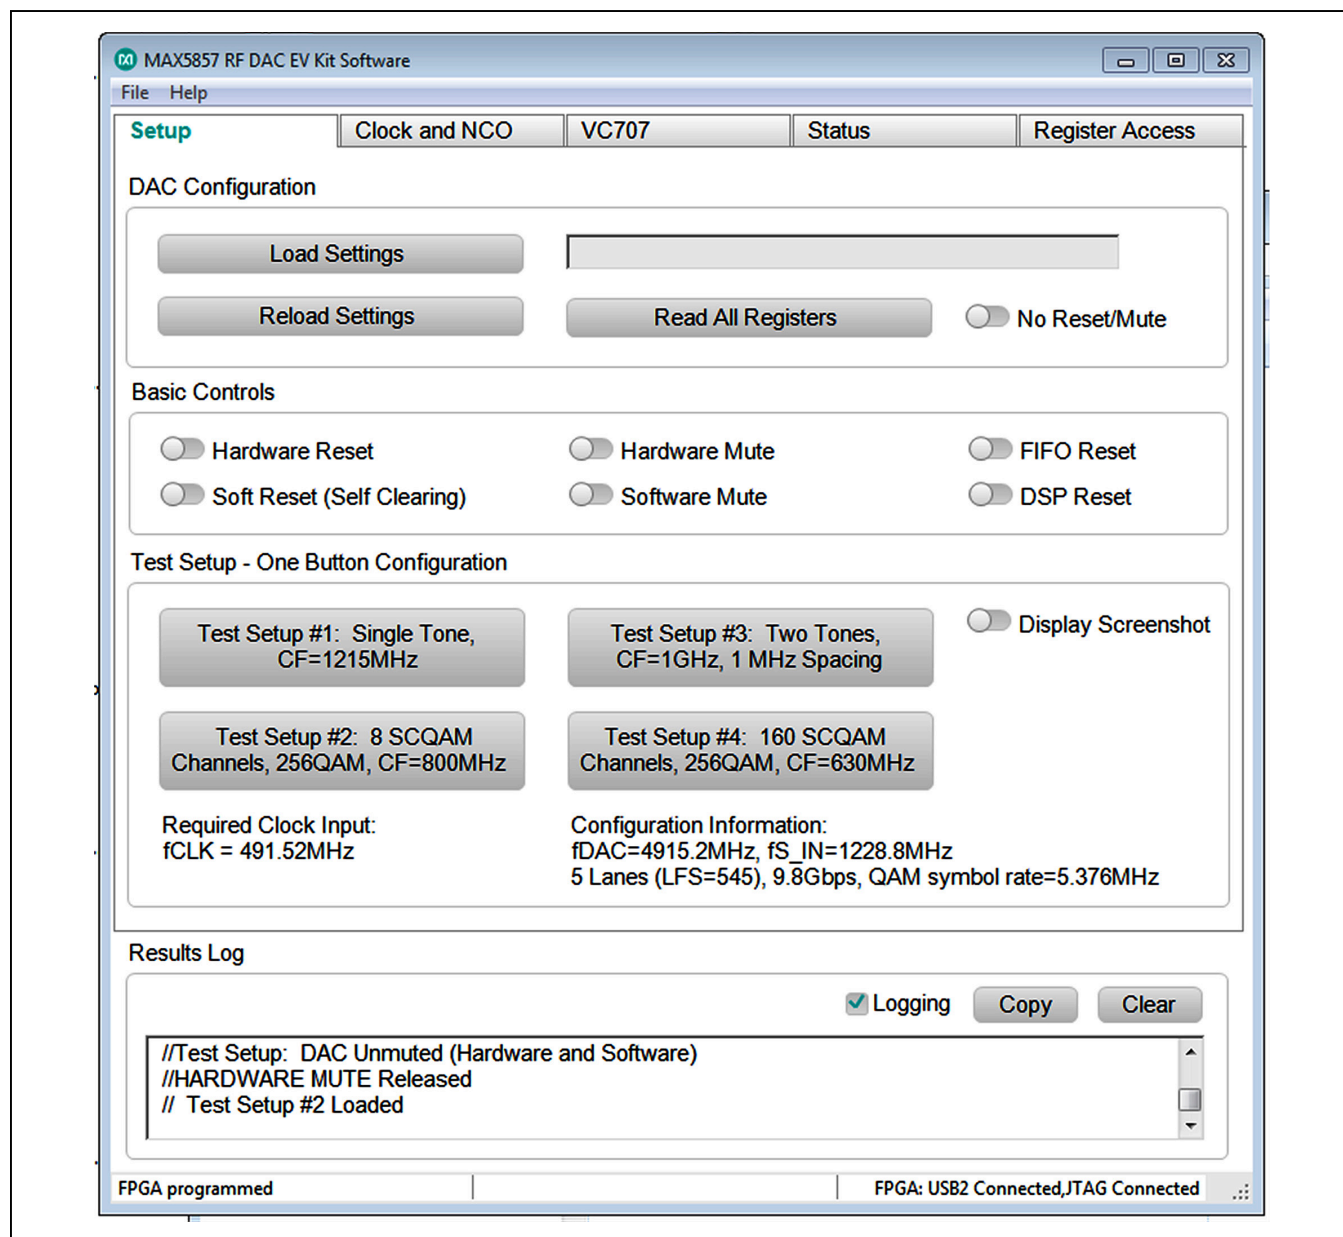 MAX5857 RF DAC EV Kit Software
File Help
Setup Clock and NCO VC707 Status Register Access
DAC Configuration
Load Settings
Reload Settings Read All Registers No Reset/Mute
Basic Controls
Hardware Reset Hardware Mute FIFO Reset
Soft Reset (Self Clearing) Software Mute DSP Reset
Test Setup - One Button Configuration
Test Setup #1: Single Tone,
CF=1215MHz
Test Setup #3: Two Tones,
CF=1GHz, 1 MHz Spacing
Display Screenshot
Test Setup #2: 8 SCQAM
Channels, 256QAM, CF=800MHz
Test Setup #4: 160 SCQAM
Channels, 256QAM, CF=630MHz
Required Clock Input:
fCLK = 491.52MHz
Configuration Information:
fDAC=4915.2MHz, fS_IN=1228.8MHz
5 Lanes (LFS=545), 9.8Gbps, QAM symbol rate=5.376MHz
Results Log
Logging Copy Clear
//Test Setup: DAC Unmuted (Hardware and Software)
//HARDWARE MUTE Released
// Test Setup #2 Loaded
FPGA programmed FPGA: USB2 Connected,JTAG Connected